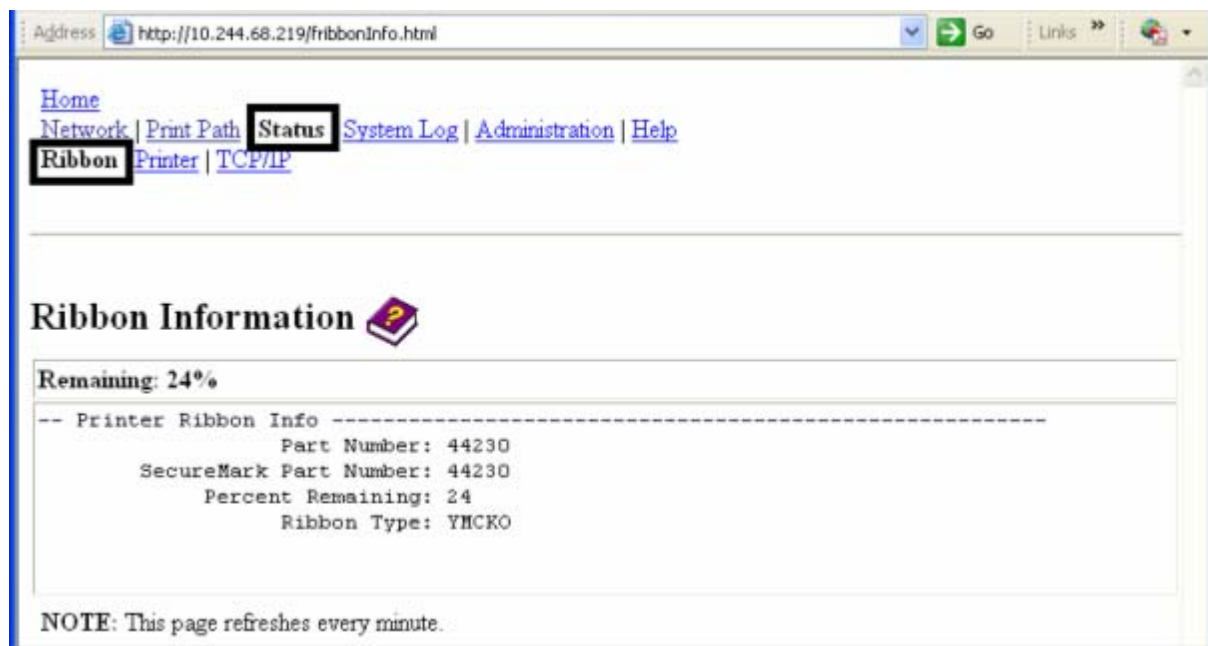 Address http://10.244.68.219/fribbonInfo.html Go Links »
Home
Network | Print Path Status System Log | Administration | Help
Ribbon Printer | TCP/IP
Ribbon Information ?
Remaining: 24%
-- Printer Ribbon Info --------------------------------------------------------
Part Number: 44230
SecureMark Part Number: 44230
Percent Remaining: 24
Ribbon Type: YMCKO
NOTE: This page refreshes every minute.